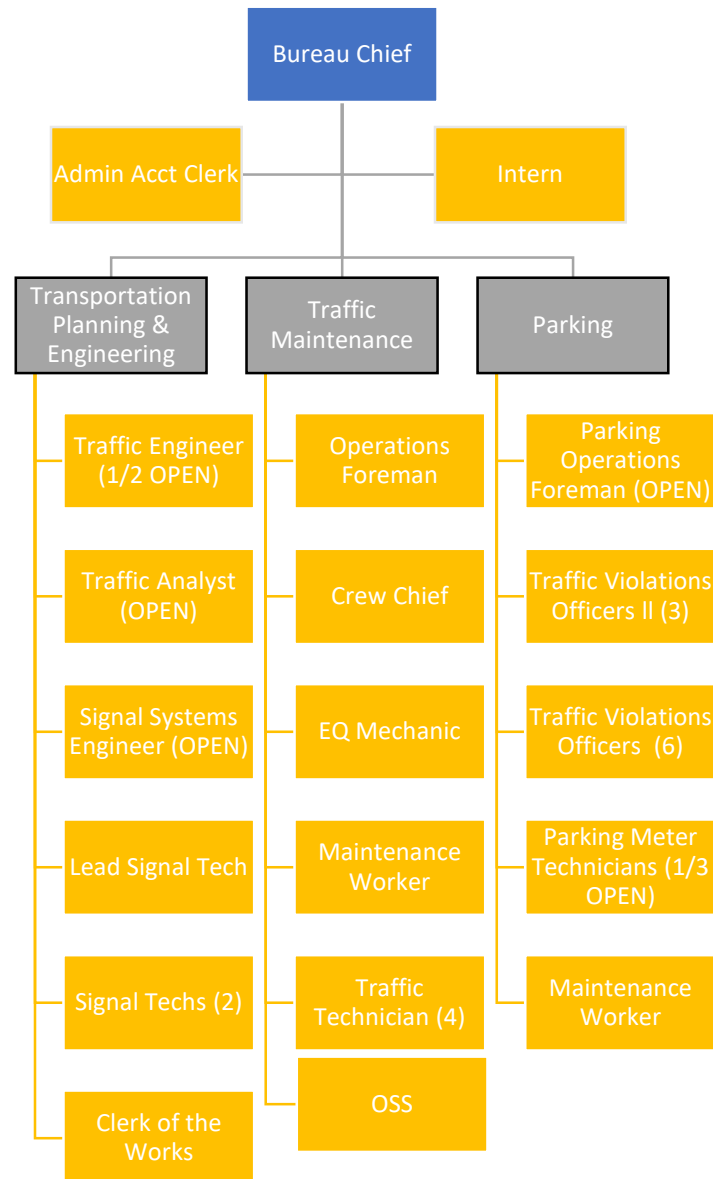 Bureau Chief
Admin Acct Clerk
Intern
Transportation
Planning &
Engineering
Traffic Engineer
(1/2 OPEN)
Traffic Analyst
(OPEN)
Signal Systems
Engineer (OPEN)
Lead Signal Tech
Signal Techs (2)
Clerk of the
Works
Traffic
Maintenance
Operations
Foreman
Crew Chief
EQ Mechanic
Maintenance
Worker
Traffic
Technician (4)
OSS
Parking
Parking
Operations
Foreman (OPEN)
Traffic Violations
Officers ll (3)
Traffic Violations
Officers  (6)
Parking Meter
Technicians (1/3
OPEN)
Maintenance
Worker